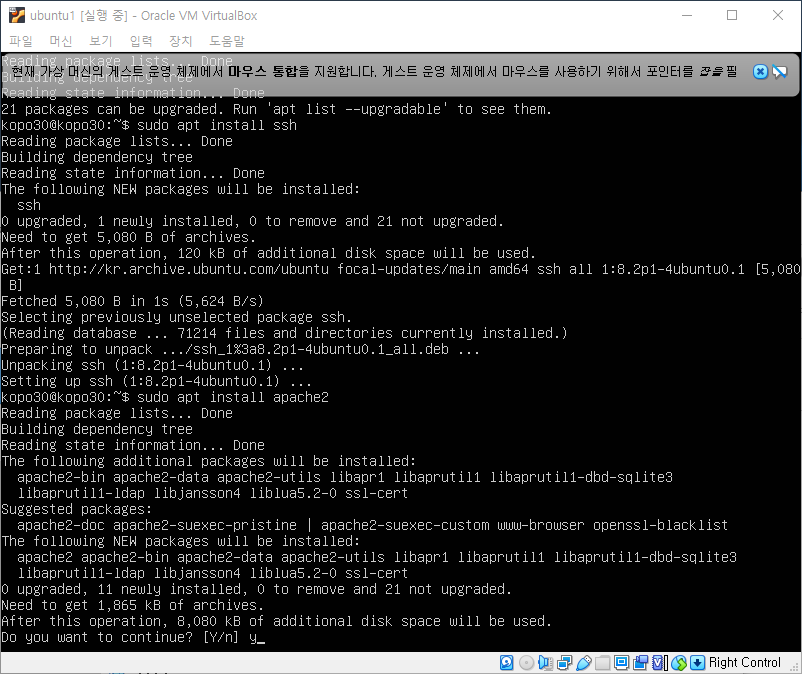 ubuntu1 [실행 중] - Oracle VM VirtualBox
파일 머신 보기 입력 장치 도움말
Reading package lists... Done
현재 가상 머신의 게스트 운영 체제에서 마우스 통합을 지원합니다. 게스트 운영 체제에서 마우스를 사용하기 위해서 포인터를 잡을 필
Building dependency tree
Reading state information... Done
21 packages can be upgraded. Run 'apt list --upgradable' to see them.
kopo30@kopo30:~$ sudo apt install ssh
Reading package lists... Done
Building dependency tree
Reading state information... Done
The following NEW packages will be installed:
  ssh
0 upgraded, 1 newly installed, 0 to remove and 21 not upgraded.
Need to get 5,080 B of archives.
After this operation, 120 kB of additional disk space will be used.
Get:1 http://kr.archive.ubuntu.com/ubuntu focal-updates/main amd64 ssh all 1:8.2p1-4ubuntu0.1 [5,080
 B]
Fetched 5,080 B in 1s (5,624 B/s)
Selecting previously unselected package ssh.
(Reading database ... 71214 files and directories currently installed.)
Preparing to unpack .../ssh_1%3a8.2p1-4ubuntu0.1_all.deb ...
Unpacking ssh (1:8.2p1-4ubuntu0.1) ...
Setting up ssh (1:8.2p1-4ubuntu0.1) ...
kopo30@kopo30:~$ sudo apt install apache2
Reading package lists... Done
Building dependency tree
Reading state information... Done
The following additional packages will be installed:
  apache2-bin apache2-data apache2-utils libapr1 libaprutil1 libaprutil1-dbd-sqlite3
  libaprutil1-ldap libjansson4 liblua5.2-0 ssl-cert
Suggested packages:
  apache2-doc apache2-suexec-pristine | apache2-suexec-custom www-browser openssl-blacklist
The following NEW packages will be installed:
  apache2 apache2-bin apache2-data apache2-utils libapr1 libaprutil1 libaprutil1-dbd-sqlite3
  libaprutil1-ldap libjansson4 liblua5.2-0 ssl-cert
0 upgraded, 11 newly installed, 0 to remove and 21 not upgraded.
Need to get 1,865 kB of archives.
After this operation, 8,080 kB of additional disk space will be used.
Do you want to continue? [Y/n] y_
Right Control